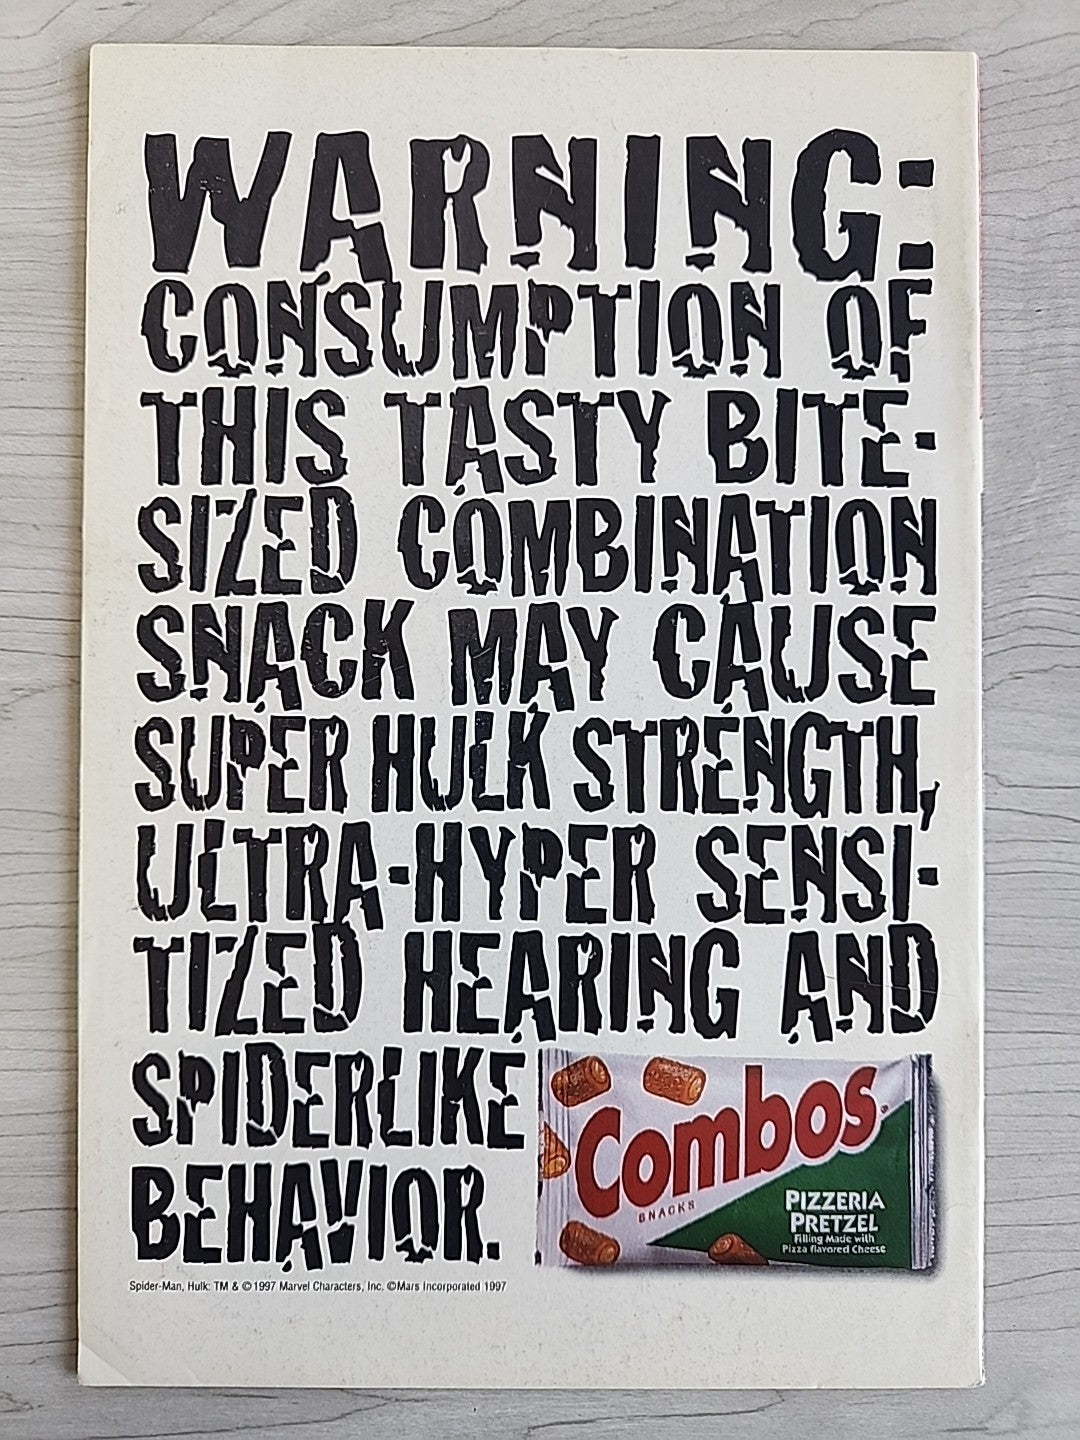 WARNING:
CONSUMPTION OF
THIS TASTY BITE-
SIZED COMBINATION
SNACK MAY CAUSE
SUPER HULK STRENGTH,
ULTRA-HYPER SENSI-
TIZED HEARING AND
SPIDERLIKE
BEHAVIOR.
Combos®
SNACKS
PIZZERIA
PRETZEL
Filling Made with
Pizza flavored Cheese
Spider-Man, Hulk: TM & ©1997 Marvel Characters, Inc. ©Mars Incorporated 1997